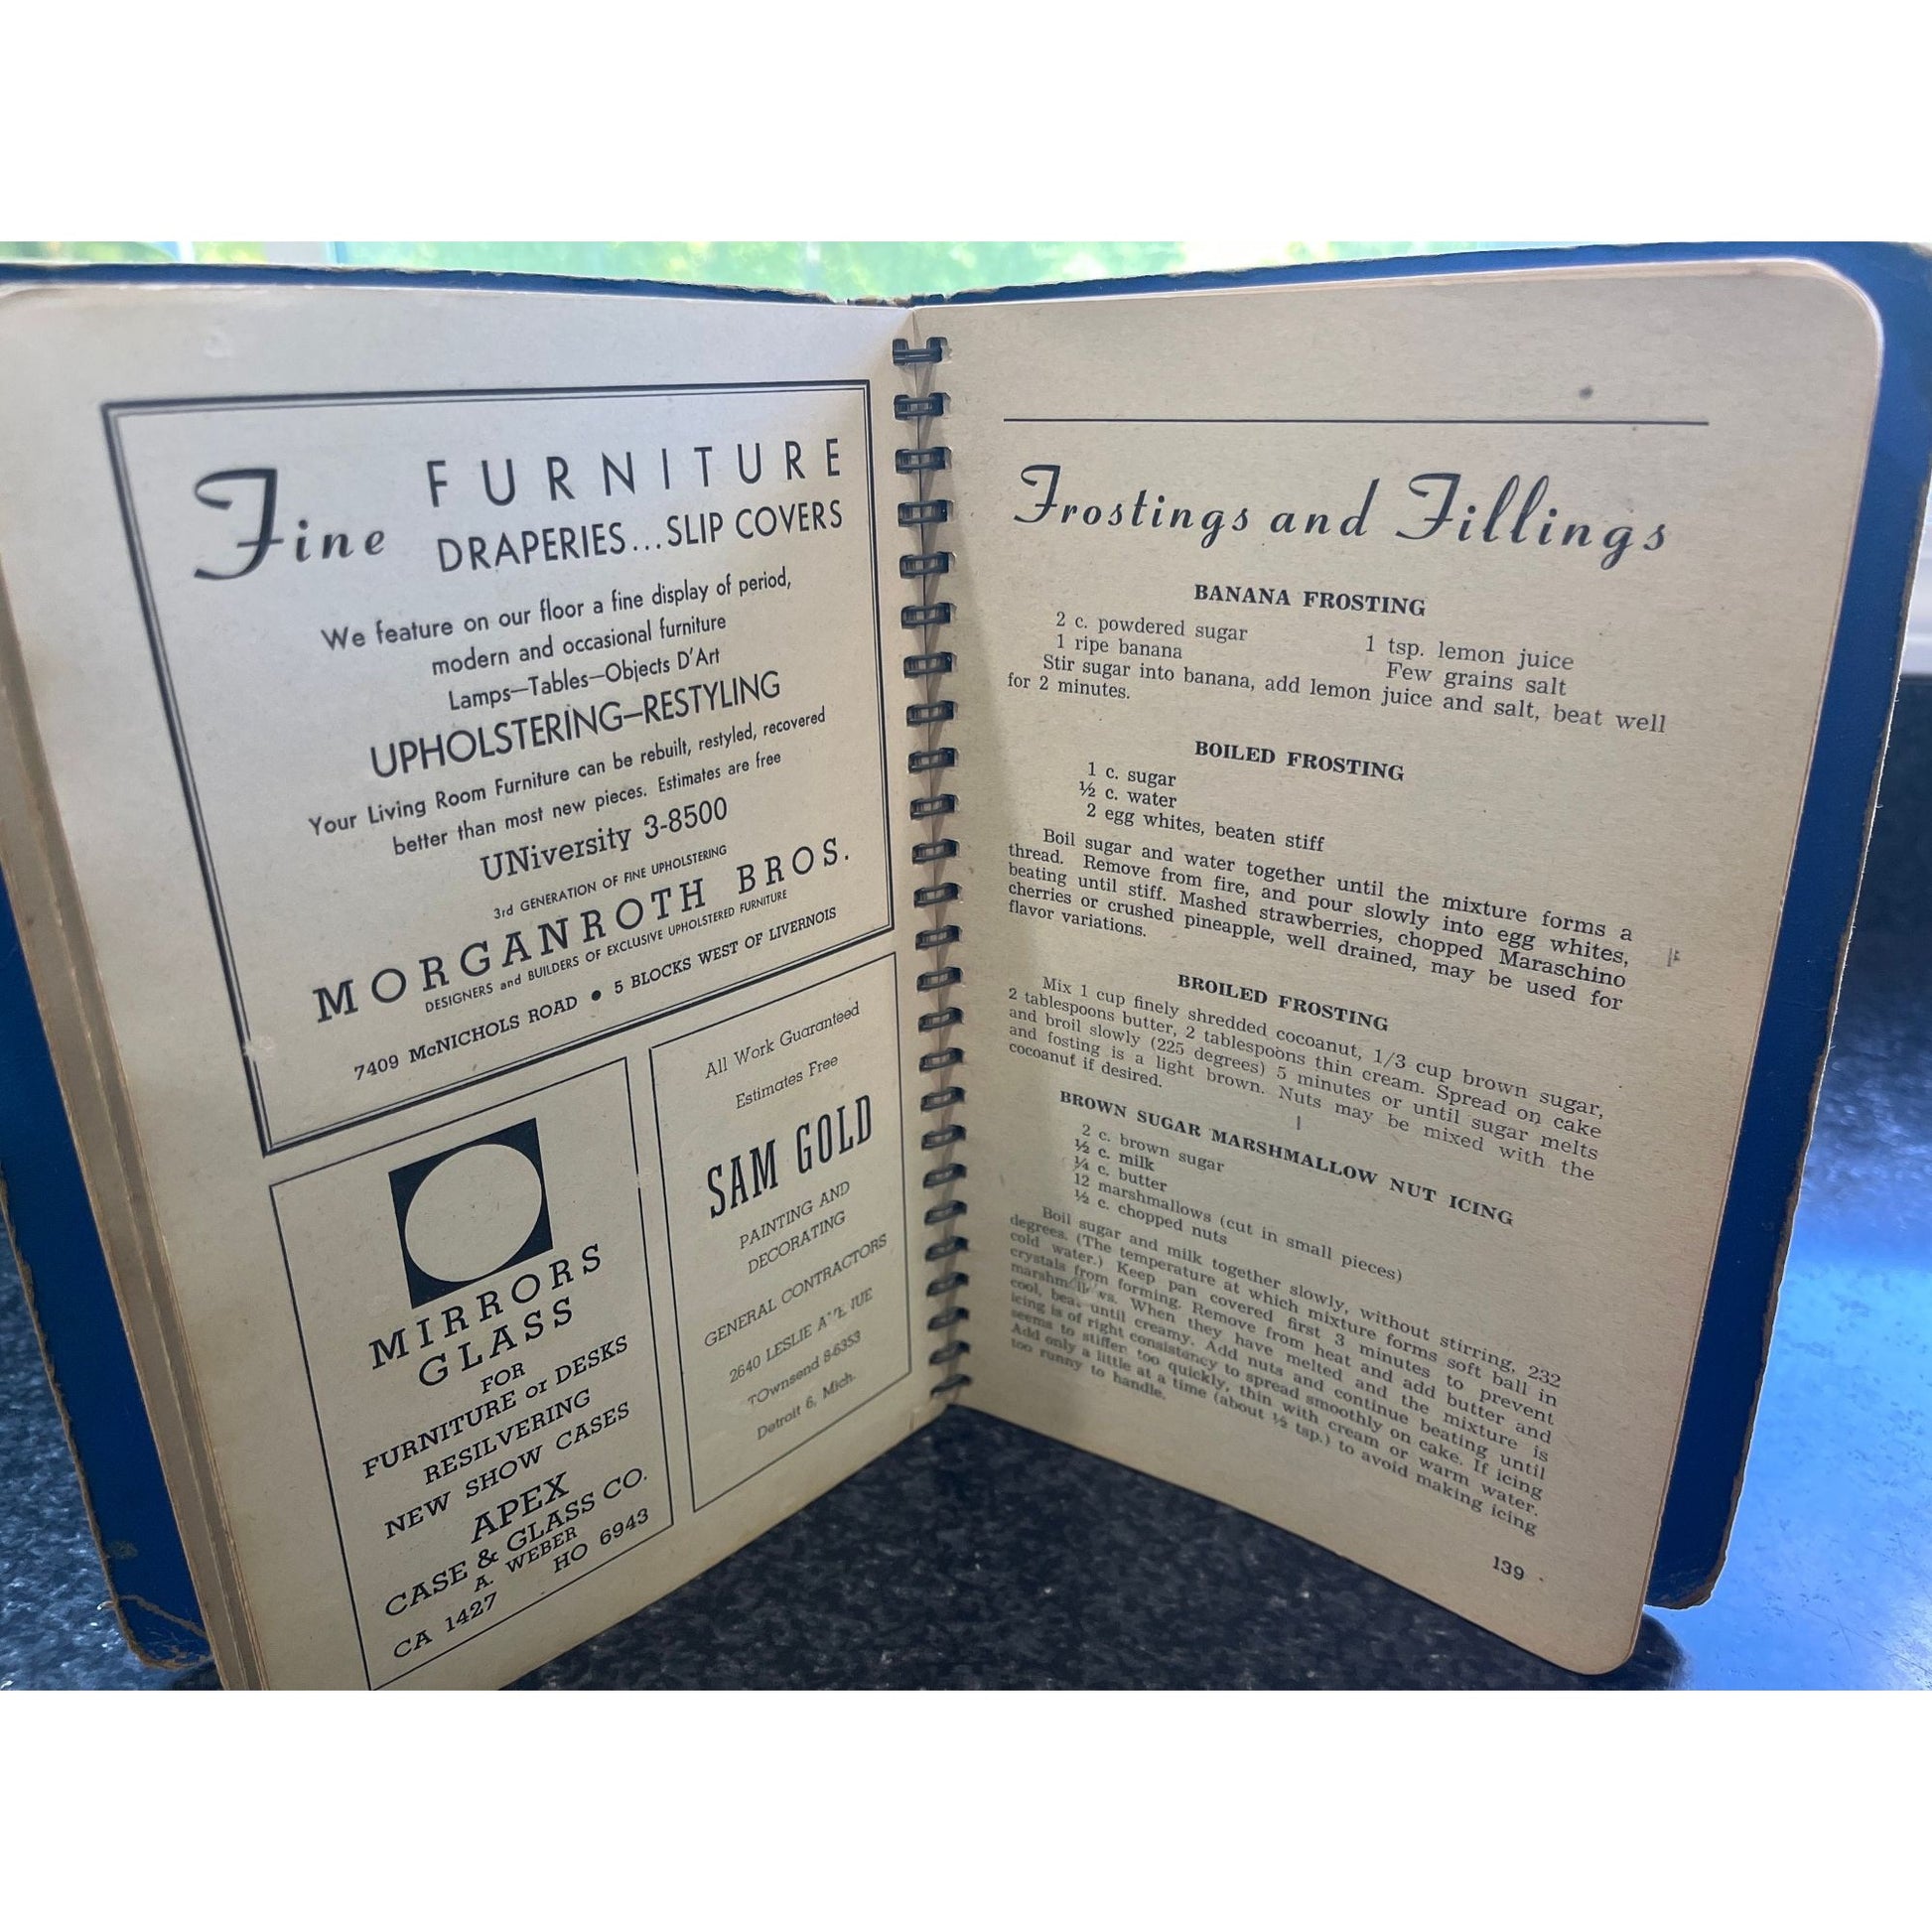 Fine FURNITURE
DRAPERIES...SLIP COVERS
We feature on our floor a fine display of period,
modern and occasional furniture
Lamps—Tables—Objects D'Art
UPHOLSTERING—RESTYLING
Your Living Room Furniture can be rebuilt, restyled, recovered
better than most new pieces. Estimates are free
UNiversity 3-8500
3rd GENERATION OF FINE UPHOLSTERING
MORGANROTH BROS.
DESIGNERS and BUILDERS OF EXCLUSIVE UPHOLSTERED FURNITURE
7409 McNICHOLS ROAD • 5 BLOCKS WEST OF LIVERNOIS
MIRRORS
GLASS
FOR
FURNITURE or DESKS
RESILVERING
NEW SHOW CASES
APEX
CASE & GLASS CO.
A. WEBER
CA 1427 HO 6943
All Work Guaranteed
Estimates Free
SAM GOLD
PAINTING AND
DECORATING
GENERAL CONTRACTORS
2640 LESLIE AVENUE
TOwnsend 8-6353
Detroit 6, Mich.
Frostings and Fillings
BANANA FROSTING
2 c. powdered sugar 1 tsp. lemon juice
1 ripe banana Few grains salt
Stir sugar into banana, add lemon juice and salt, beat well
for 2 minutes.
BOILED FROSTING
1 c. sugar
½ c. water
2 egg whites, beaten stiff
Boil sugar and water together until the mixture forms a
thread. Remove from fire, and pour slowly into egg whites,
beating until stiff. Mashed strawberries, chopped Maraschino
cherries or crushed pineapple, well drained, may be used for
flavor variations.
BROILED FROSTING
Mix 1 cup finely shredded cocoanut, 1/3 cup brown sugar,
2 tablespoons butter, 2 tablespoons thin cream. Spread on cake
and broil slowly (225 degrees) 5 minutes or until sugar melts
and fosting is a light brown. Nuts may be mixed with the
cocoanut if desired.
BROWN SUGAR MARSHMALLOW NUT ICING
2 c. brown sugar
½ c. milk
¼ c. butter
12 marshmallows (cut in small pieces)
½ c. chopped nuts
Boil sugar and milk together slowly, without stirring, 232
degrees. (The temperature at which mixture forms soft ball in
cold water.) Keep pan covered first 3 minutes to prevent
crystals from forming. Remove from heat and add butter and
marshmallows. When they have melted and the mixture is
cool, beat until creamy. Add nuts and continue beating until
icing is of right consistency to spread smoothly on cake. If icing
seems to stiffen too quickly, thin with cream or warm water.
Add only a little at a time (about ½ tsp.) to avoid making icing
too runny to handle.
139